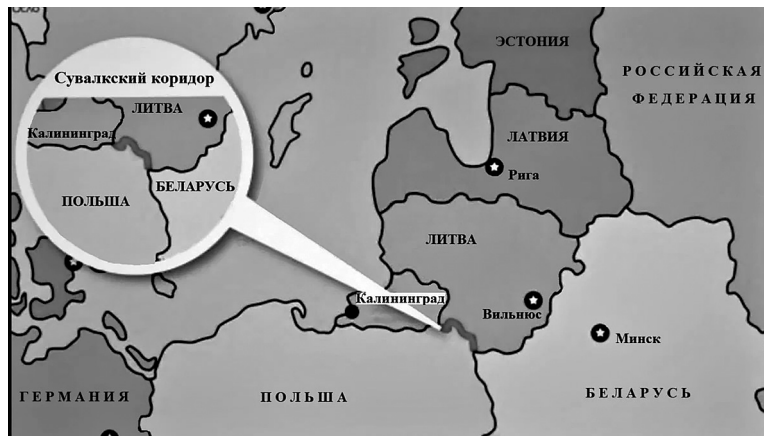 ЭСТОНИЯ
РОССИЙСКАЯ
ФЕДЕРАЦИЯ
Сувалкский коридор
ЛИТВА
Калининград
БЕЛАРУСЬ
ПОЛЬША
ЛАТВИЯ
Рига
ЛИТВА
Калининград
Вильнюс
Минск
ГЕРМАНИЯ
ПОЛЬША
БЕЛАРУСЬ